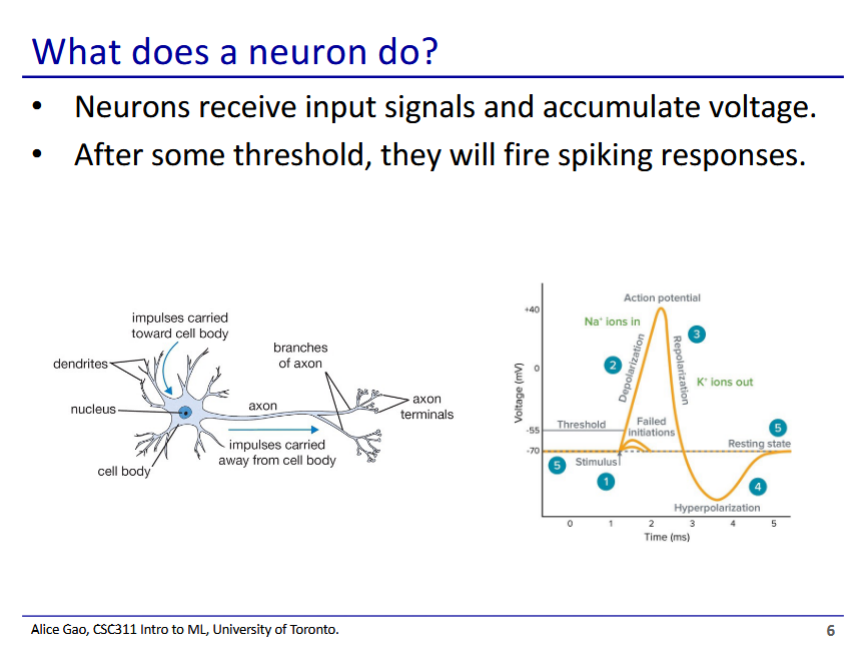 What does a neuron do?
• Neurons receive input signals and accumulate voltage.
• After some threshold, they will fire spiking responses.
impulses carried
toward cell body
dendrites
nucleus
cell body
axon
impulses carried
away from cell body
branches
of axon
axon
terminals
Action potential
+40
Na⁺ ions in
3
2
Depolarization
Repolarization
0
K⁺ ions out
Voltage (mV)
-55
Threshold
Failed
initiations
5
Resting state
-70
5
Stimulus
1
4
Hyperpolarization
0 1 2 3 4 5
Time (ms)
Alice Gao, CSC311 Intro to ML, University of Toronto.
6